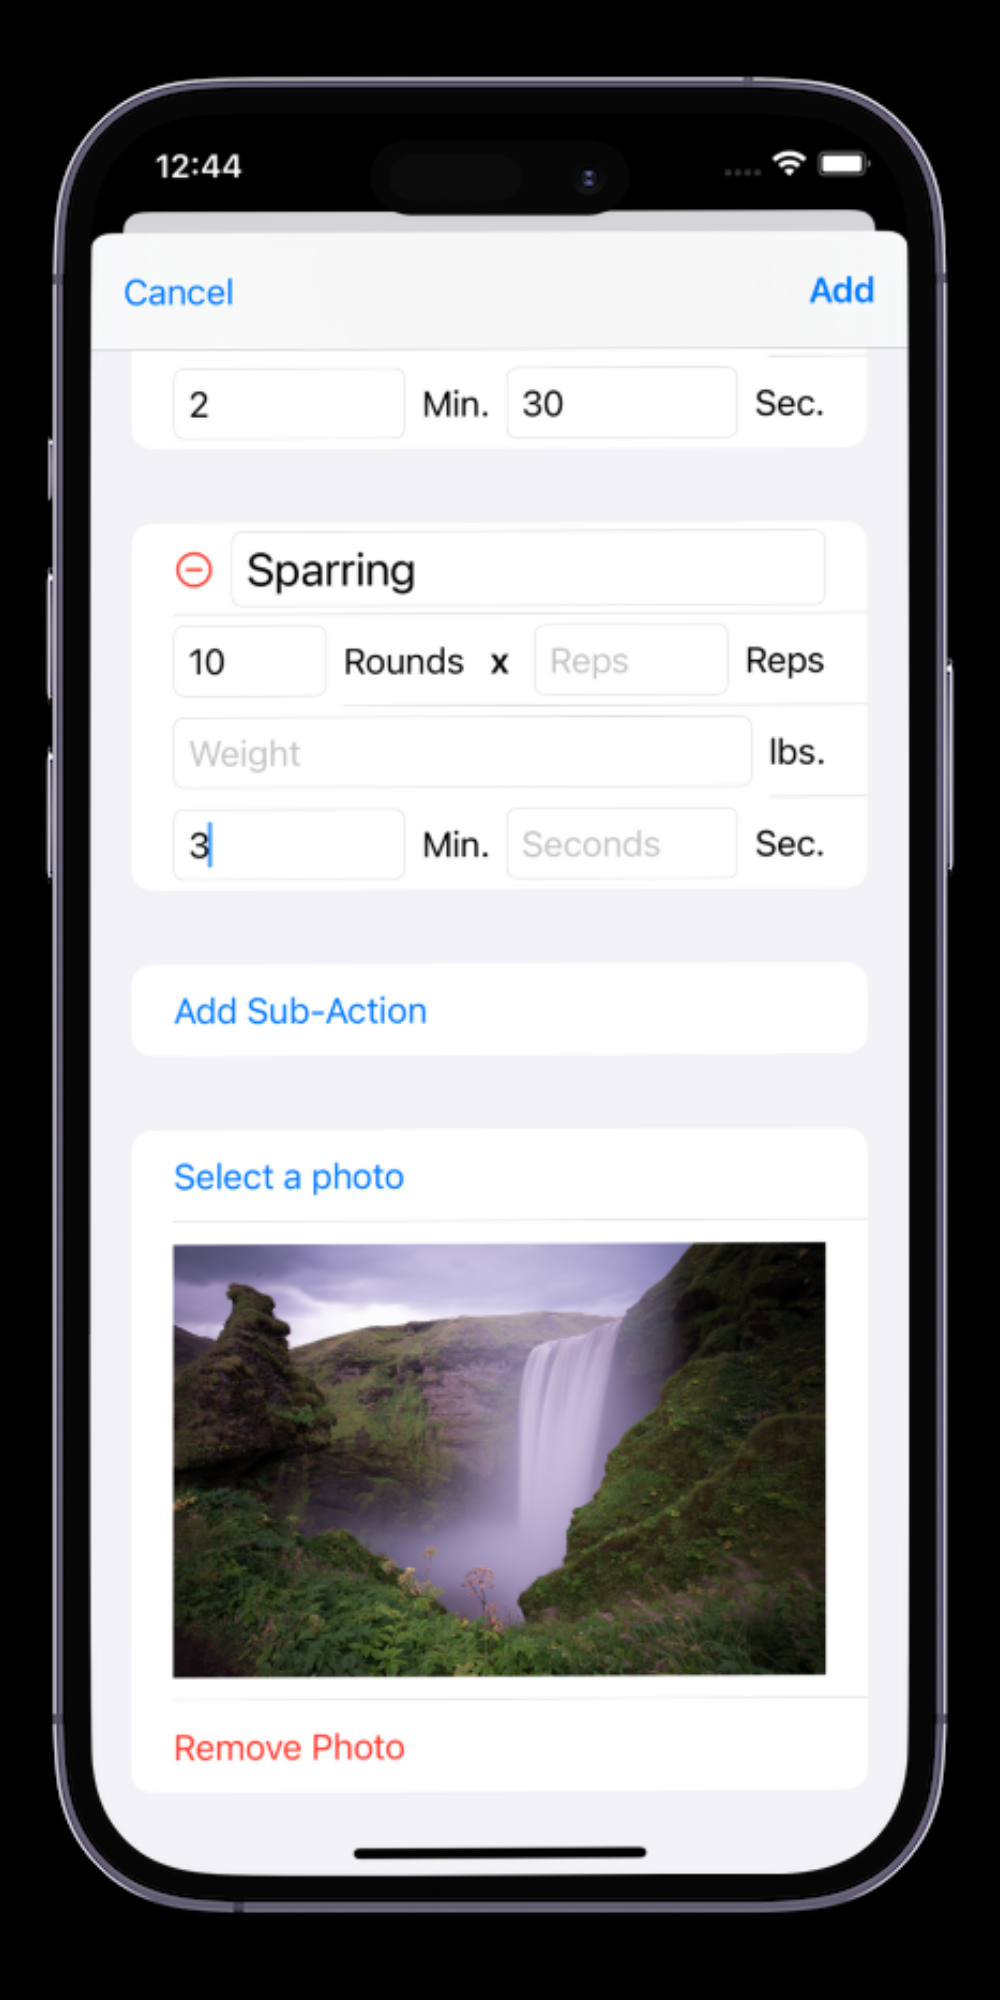 12:44
Cancel Add
2 Min. 30 Sec.
Sparring
10 Rounds x Reps Reps
Weight lbs.
3 Min. Seconds Sec.
Add Sub-Action
Select a photo
Remove Photo